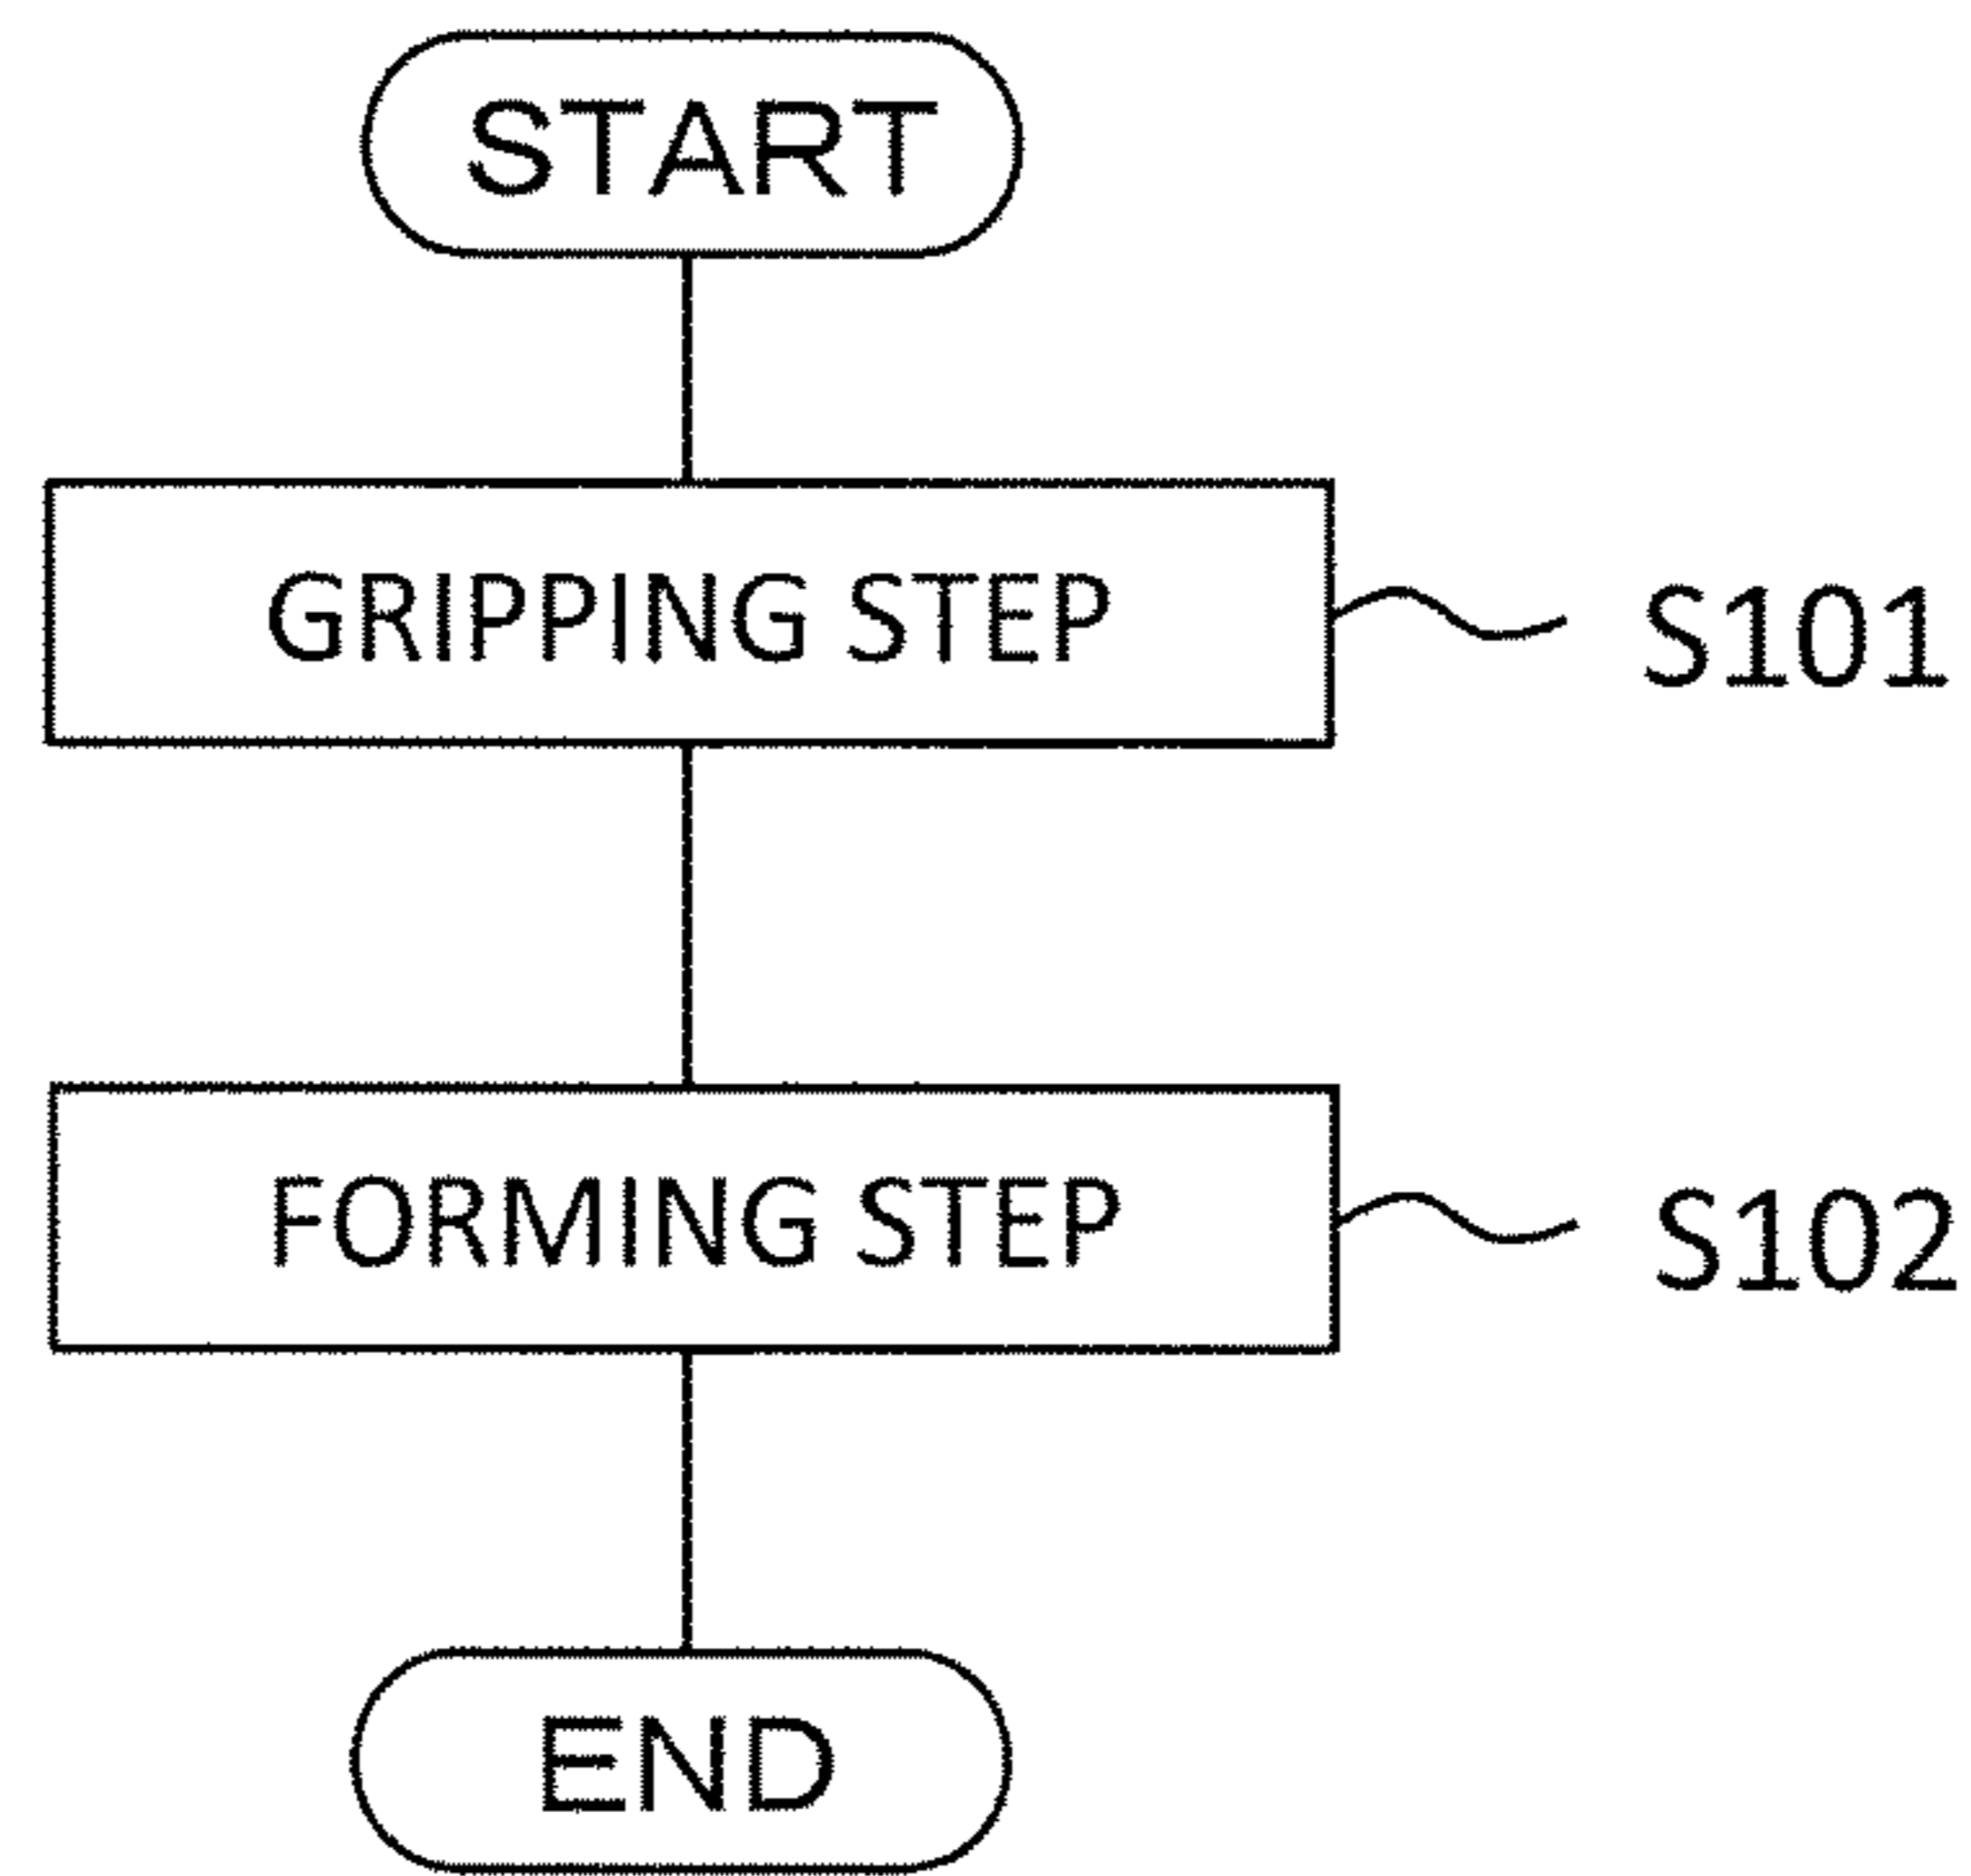 START
GRIPPING STEP
S101
FORMING STEP
S102
END